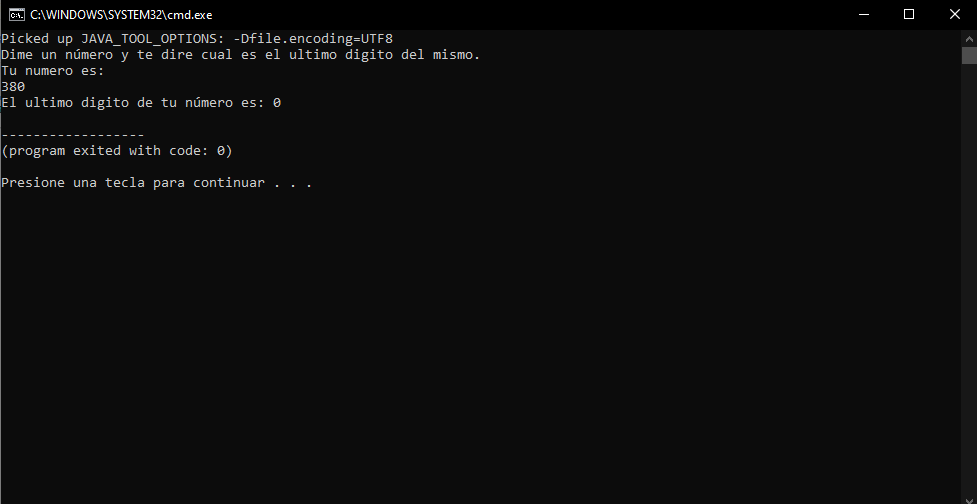 C:\WINDOWS\SYSTEM32\cmd.exe
Picked up JAVA_TOOL_OPTIONS: -Dfile.encoding=UTF8
Dime un número y te dire cual es el ultimo digito del mismo.
Tu numero es:
380
El ultimo digito de tu número es: 0
------------------
(program exited with code: 0)
Presione una tecla para continuar . . .